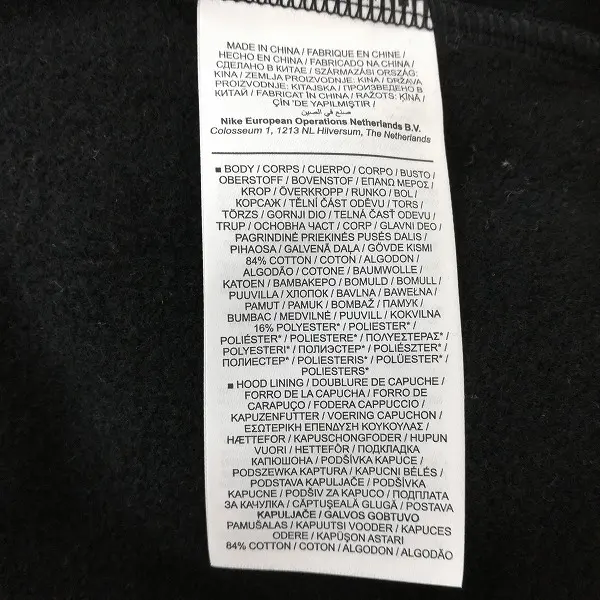 MADE IN CHINA / FABRIQUE EN CHINE /
HECHO EN CHINA / FABRICADO NA CHINA /
СДЕЛАНО В КИТАЕ / SZÁRMAZÁSI ORSZÁG:
KÍNA / ZEMLJA PROIZVODNJE: KINA / DRŽAVA
PROIZVODNJE: KITAJSKA / ПРОИЗВЕДЕНО В
КИТАЙ / FABRICAT ÎN CHINA / RAŽOTS: ĶĪNĀ /
ÇİN 'DE YAPILMIŞTIR /
صنع في الصين
Nike European Operations Netherlands B.V.
Colosseum 1, 1213 NL Hilversum, The Netherlands
■ BODY / CORPS / CUERPO / CORPO / BUSTO /
OBERSTOFF / BOVENSTOF / ΕΠΑΝΩ ΜΕΡΟΣ /
KROP / ÖVERKROPP / RUNKO / BOL /
КОРСАЖ / TĚLNÍ ČÁST ODĚVU / TORS /
TÖRZS / GORNJI DIO / TELNÁ ČASŤ ODEVU /
TRUP / ОСНОВНА ЧАСТ / CORP / GLAVNI DEO /
PAGRINDINĖ PRIEKINĖS PUSĖS DALIS /
PIHAOSA / GALVENĀ DAĻA / GÖVDE KISMI
84% COTTON / COTON / ALGODON /
ALGODÃO / COTONE / BAUMWOLLE /
KATOEN / ΒΑΜΒΑΚΕΡΟ / BOMULD / BOMULL /
PUUVILLA / ХЛОПОК / BAVLNA / BAWEŁNA /
PAMUT / PAMUK / BOMBAŽ / ПАМУК /
BUMBAC / MEDVILNĖ / PUUVILL / KOKVILNA
16% POLYESTER* / POLIESTER* /
POLIÉSTER* / POLIESTERE* / ΠΟΛΥΕΣΤΕΡΑΣ* /
POLYESTERI* / ПОЛИЭСТЕР* / POLIÉSZTER* /
ПОЛИЕСТЕР* / POLIESTERIS* / POLÜESTER* /
POLIESTERS*
■ HOOD LINING / DOUBLURE DE CAPUCHE /
FORRO DE LA CAPUCHA / FORRO DE
CARAPUÇO / FODERA CAPPUCCIO /
KAPUZENFUTTER / VOERING CAPUCHON /
ΕΣΩΤΕΡΙΚΗ ΕΠΕΝΔΥΣΗ ΚΟΥΚΟΥΛΑΣ /
HÆTTEFOR / KAPUSCHONGFODER / HUPUN
VUORI / HETTEFÔR / ПОДКЛАДКА
КАПЮШОНА / PODŠÍVKA KAPUCE /
PODSZEWKA KAPTURA / KAPUCNI BÉLÉS /
PODSTAVA KAPULJAČE / PODŠÍVKA
KAPUCNE / PODŠIV ZA KAPUCO / ПОДПЛАТА
ЗА КАЧУЛКА / CĂPTUȘEALĂ GLUGĂ / POSTAVA
KAPULJAČE / GALVOS GOBTUVO
PAMUŠALAS / KAPUUTSI VOODER / KAPUCES
ODERE / KAPÜŞON ASTARI
84% COTTON / COTON / ALGODON / ALGODÃO